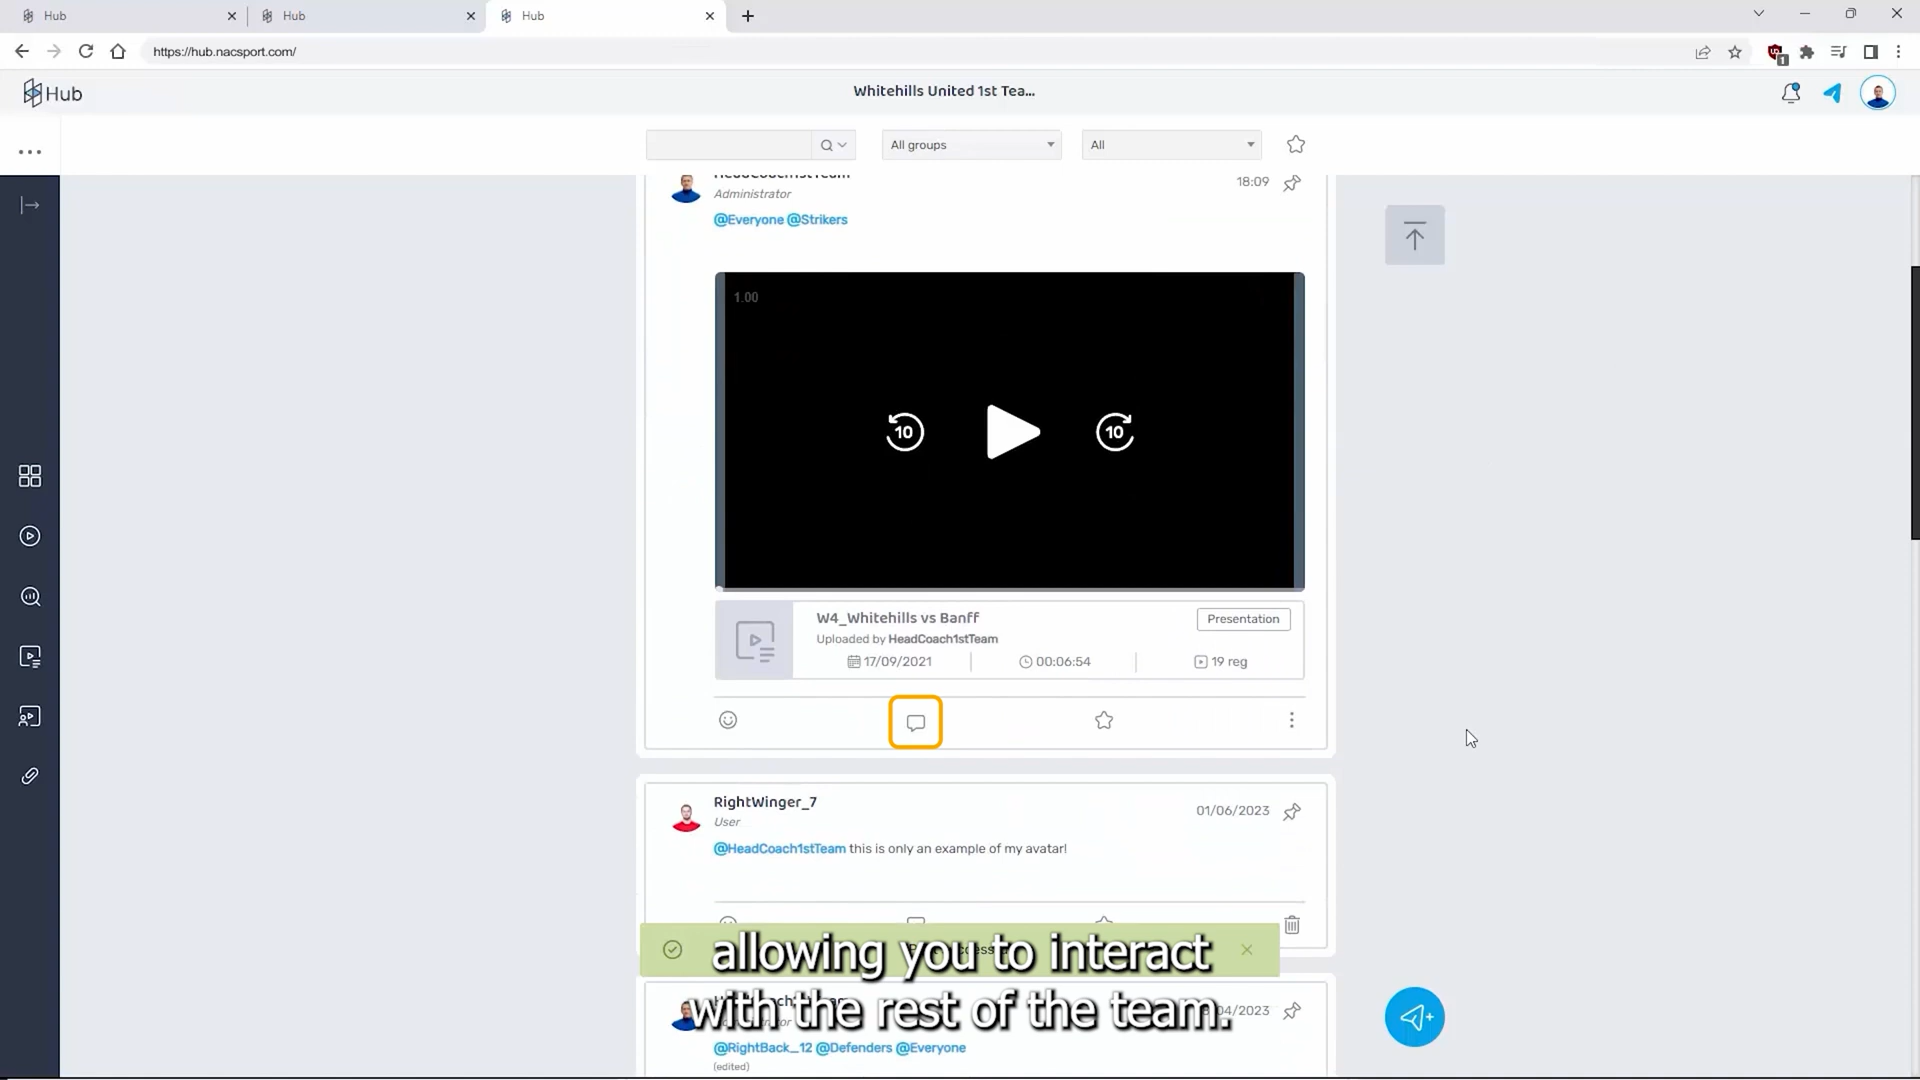 Hub
Hub
Hub
https://hub.nacsport.com/
1
Hub
Whitehills United 1st Tea...
All groups
All
HeadCoach1stTeam
18:09
Administrator
@Everyone @Strikers
1.00
10
10
W4_Whitehills vs Banff
Presentation
Uploaded by HeadCoach1stTeam
17/09/2021
00:06:54
19 reg
RightWinger_7
01/06/2023
User
@HeadCoach1stTeam this is only an example of my avatar!
allowing you to interact
with the rest of the team.
@RightBack_12 @Defenders @Everyone
(edited)